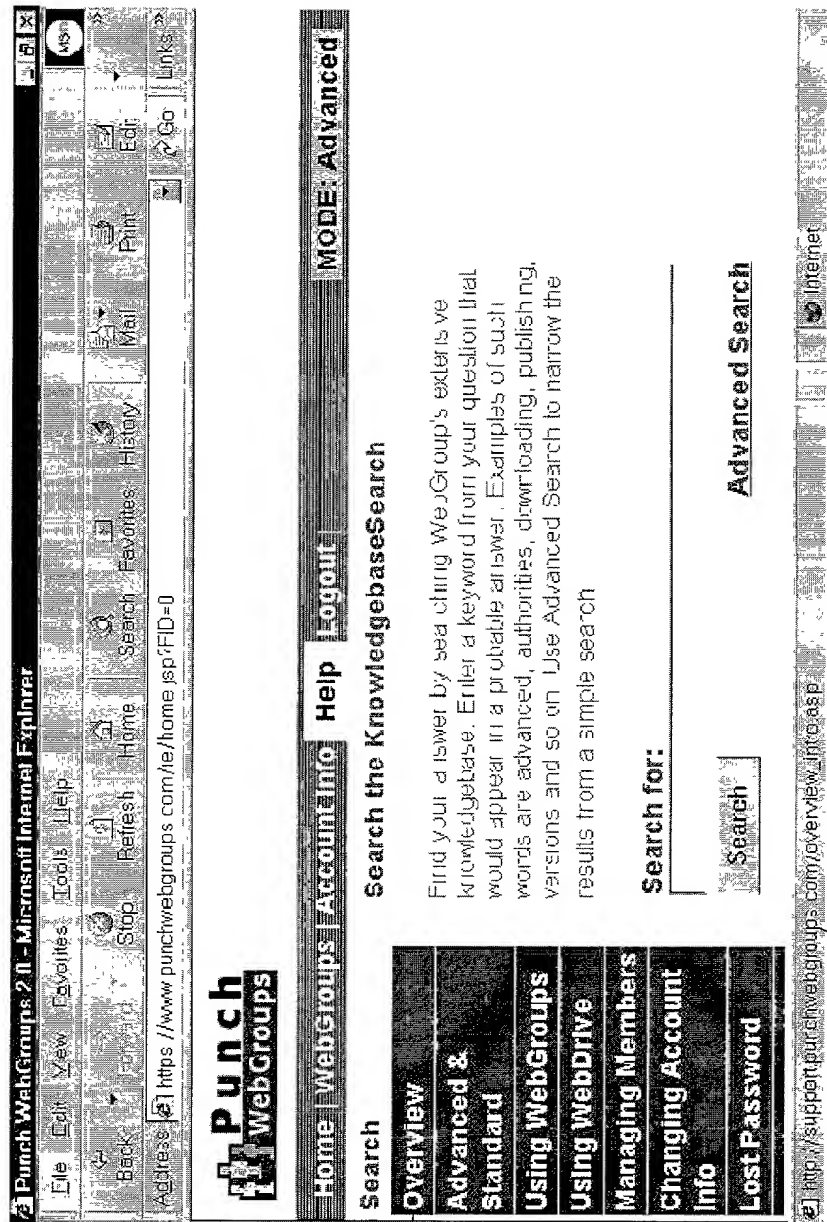 Punch WebGroups 2.0 - Microsoft Internet Explorer
File Edit View Favorites Tools Help
Back Forward Stop Refresh Home Search Favorites History Mail Print Edit
Address https://www.punchwebgroups.com/ie/home.jsp?FID=0 Go Links »
Punch
WebGroups
Home | WebGroups | Account Info Help Logout MODE: Advanced
Search
Overview
Advanced &
Standard
Using WebGroups
Using WebDrive
Managing Members
Changing Account
Info
Lost Password
Search the KnowledgebaseSearch
Find your answer by searching WebGroup's extensive
knowledgebase. Enter a keyword from your question that
would appear in a probable answer. Examples of such
words are advanced, authorities, downloading, publishing,
versions and so on. Use Advanced Search to narrow the
results from a simple search
Search for:
Search
Advanced Search
http://support.punchwebgroups.com/overview_intro.asp Internet